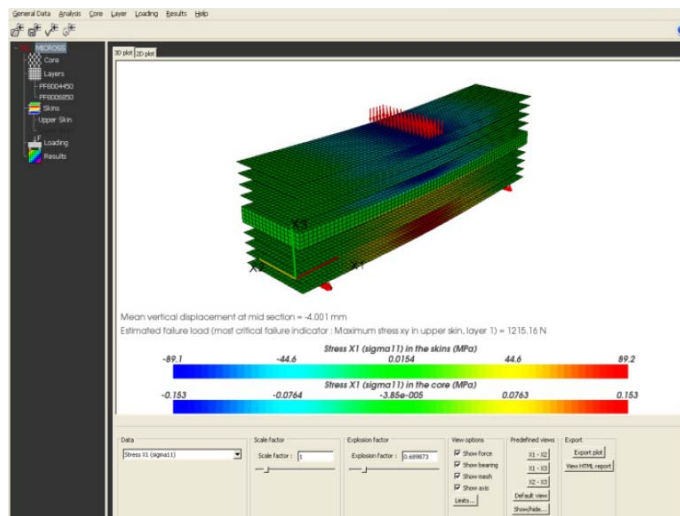 General Data Analysis Core Layer Loading Results Help
MICROSS
Core
Layers
PF8004450
PF8006850
Skins
Upper Skin
Loading
Results
3D plot 2D plot
X3
X2 X1
Mean vertical displacement at mid section = -4.001 mm
Estimated failure load (most critical failure indicator : Maximum stress xy in upper skin, layer 1) = 1215.16 N
Stress X1 (sigma11) in the skins (MPa)
-89.1 -44.6 0.0154 44.6 89.2
Stress X1 (sigma11) in the core (MPa)
-0.153 -0.0764 -3.85e-005 0.0763 0.153
Data Scale factor Explosion factor View options Predefined views Export
Stress X1 (sigma11) Scale factor : 1 Explosion factor : 0.689873 Show force X1 - X2 Export plot
Show bearing X1 - X3 View HTML report
Show mesh X2 - X3
Show axis Default view
Limits... Show/hide...